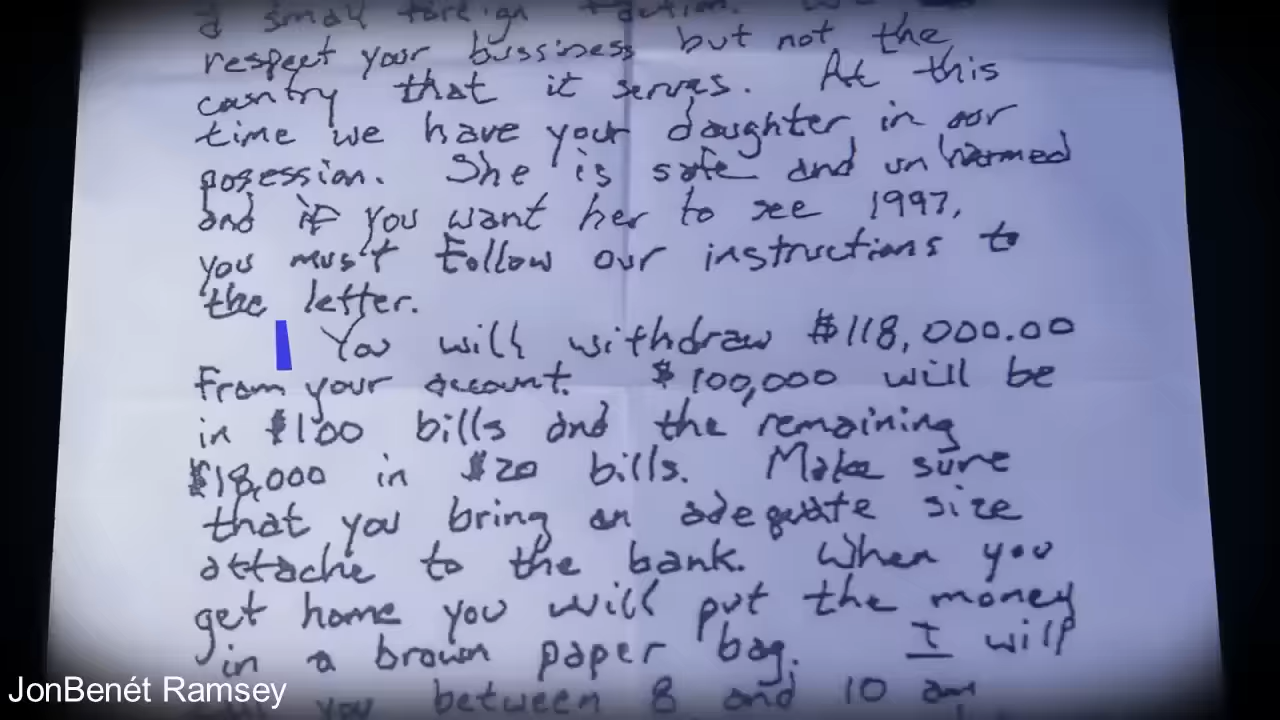 a small foreign faction. We
respect your bussiness but not the
country that it serves. At this
time we have your daughter in our
posession. She is safe and unharmed
and if you want her to see 1997,
you must follow our instructions to
the letter.
You will withdraw $118,000.00
from your account. $100,000 will be
in $100 bills and the remaining
$18,000 in $20 bills. Make sure
that you bring an adequate size
attache to the bank. When you
get home you will put the money
in a brown paper bag. I will
you between 8 and 10 am
JonBenét Ramsey